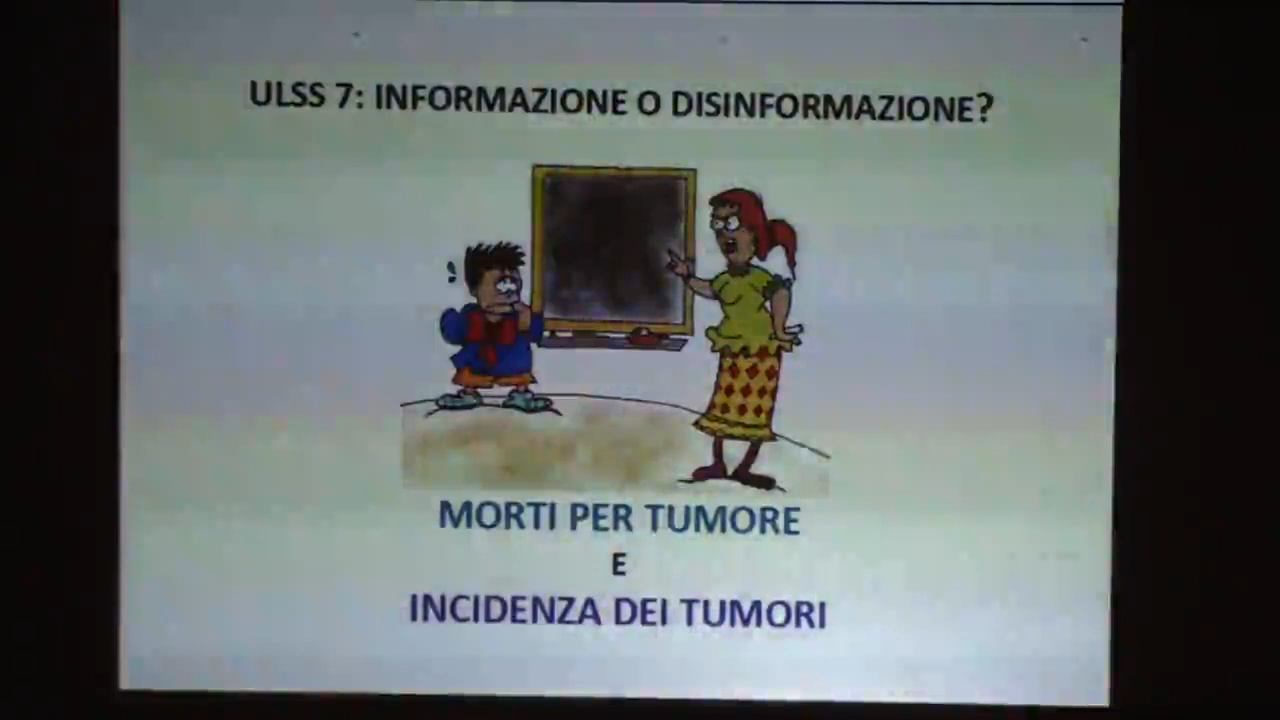 ULSS 7: INFORMAZIONE O DISINFORMAZIONE?
MORTI PER TUMORE
E
INCIDENZA DEI TUMORI